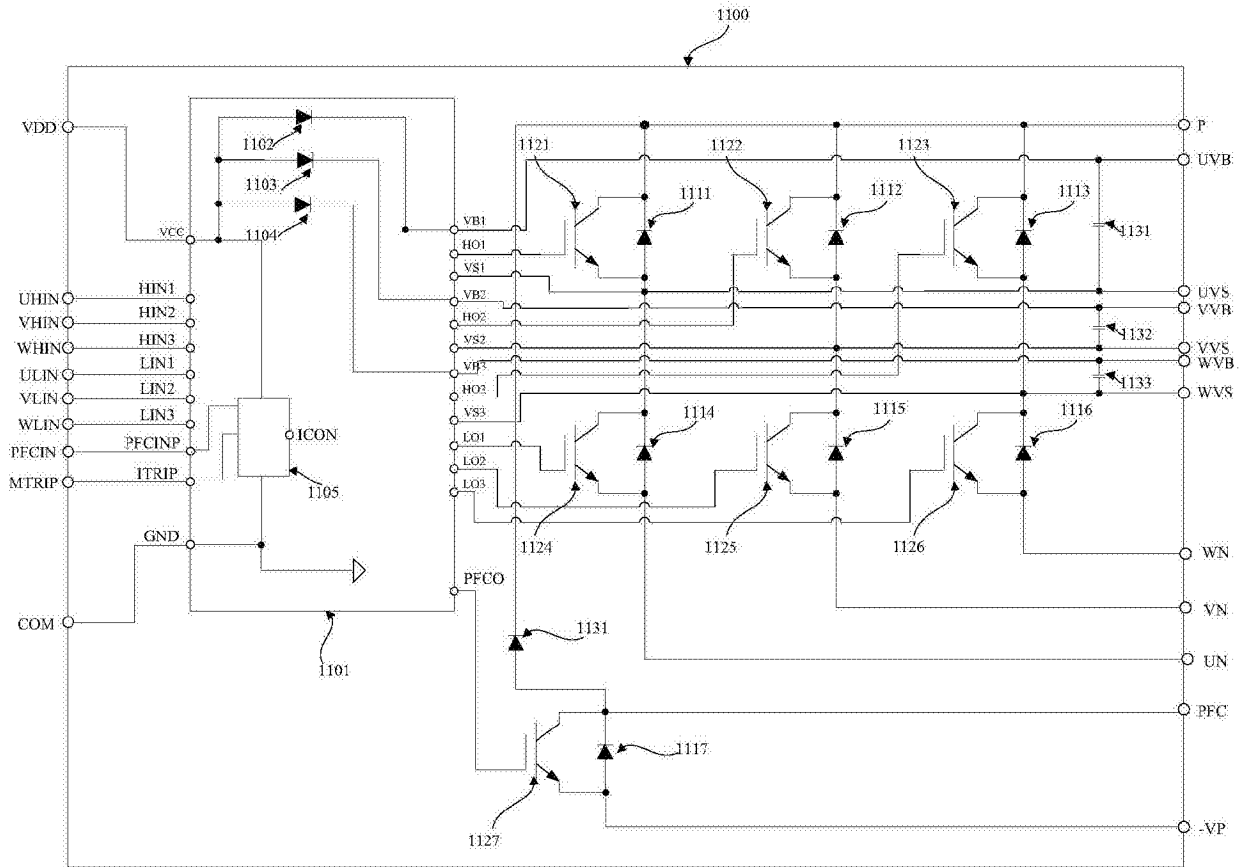 1100
VDD
1102
1103
1104
VCC
UHIN
HIN1
VHIN
HIN2
WHIN
HIN3
ULIN
LIN1
VLIN
LIN2
WLIN
LIN3
PFCIN
PFCINP
MTRIP
ITRIP
ICON
1105
GND
COM
1101
VB1
HO1
VS1
VB2
HO2
VS2
VB3
HO3
VS3
LO1
LO2
LO3
PFCO
1121
1111
1122
1112
1123
1113
1131
1132
1133
1114
1115
1116
1124
1125
1126
1131
1117
1127
P
UVB
UVS
VVB
VVS
WVB
WVS
WN
VN
UN
PFC
-VP